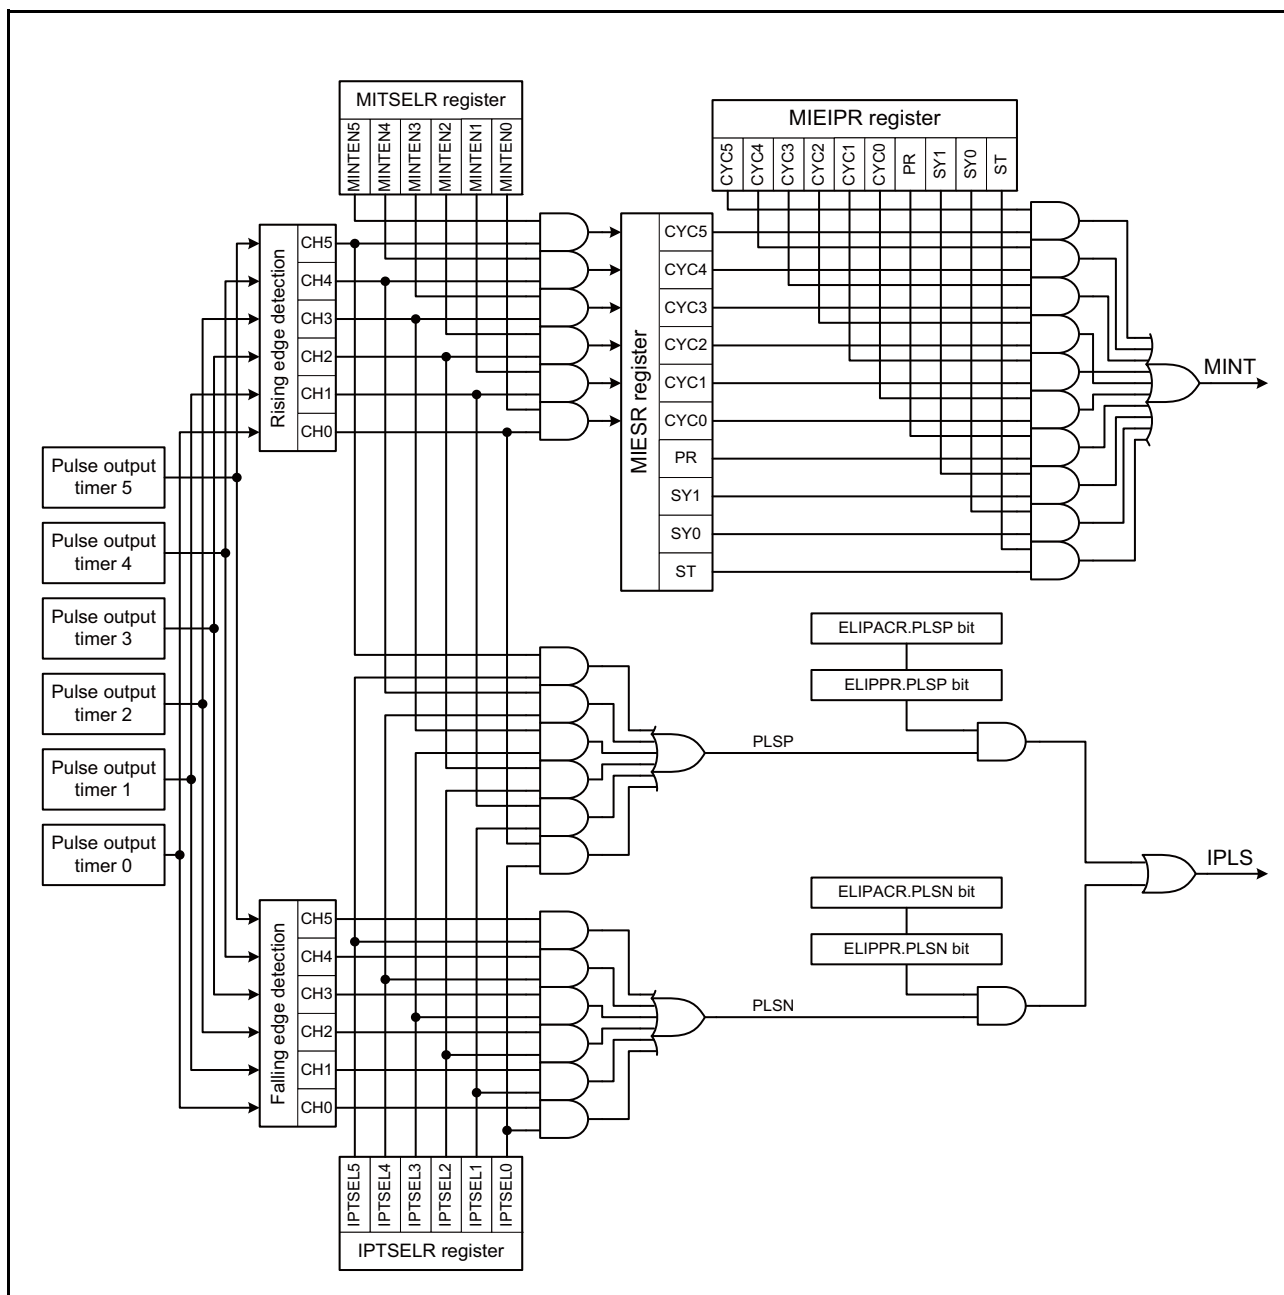 MITSELR register
MINTEN5
MINTEN4
MINTEN3
MINTEN2
MINTEN1
MINTEN0
MIEIPR register
CYC5
CYC4
CYC3
CYC2
CYC1
CYC0
PR
SY1
SY0
ST
Rising edge detection
CH5
CH4
CH3
CH2
CH1
CH0
MIESR register
CYC5
CYC4
CYC3
CYC2
CYC1
CYC0
PR
SY1
SY0
ST
MINT
Pulse output
timer 5
Pulse output
timer 4
Pulse output
timer 3
Pulse output
timer 2
Pulse output
timer 1
Pulse output
timer 0
ELIPACR.PLSP bit
ELIPPR.PLSP bit
PLSP
IPLS
ELIPACR.PLSN bit
ELIPPR.PLSN bit
PLSN
Falling edge detection
CH5
CH4
CH3
CH2
CH1
CH0
IPTSEL5
IPTSEL4
IPTSEL3
IPTSEL2
IPTSEL1
IPTSEL0
IPTSELR register